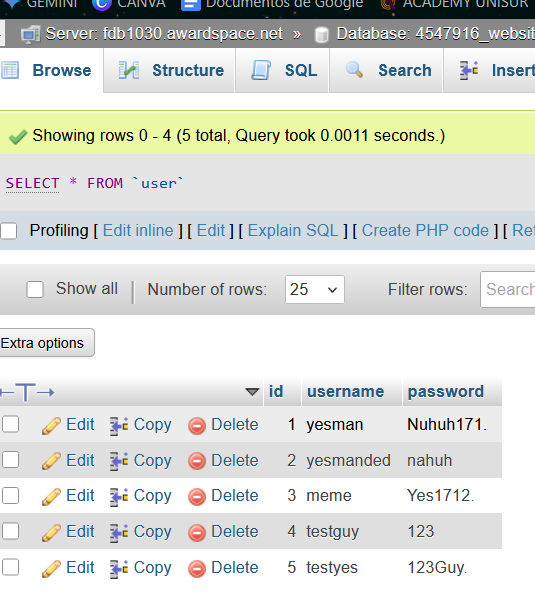 GEMINI CANVA Documentos de Google ACADEMY UNISUR
Server: fdb1030.awardspace.net » Database: 4547916_websit
Browse Structure SQL Search Insert
Showing rows 0 - 4 (5 total, Query took 0.0011 seconds.)
SELECT * FROM `user`
Profiling [ Edit inline ] [ Edit ] [ Explain SQL ] [ Create PHP code ] [ Ref
Show all | Number of rows: 25 Filter rows: Search
Extra options
←T→ id username password
Edit Copy Delete 1 yesman Nuhuh171.
Edit Copy Delete 2 yesmanded nahuh
Edit Copy Delete 3 meme Yes1712.
Edit Copy Delete 4 testguy 123
Edit Copy Delete 5 testyes 123Guy.